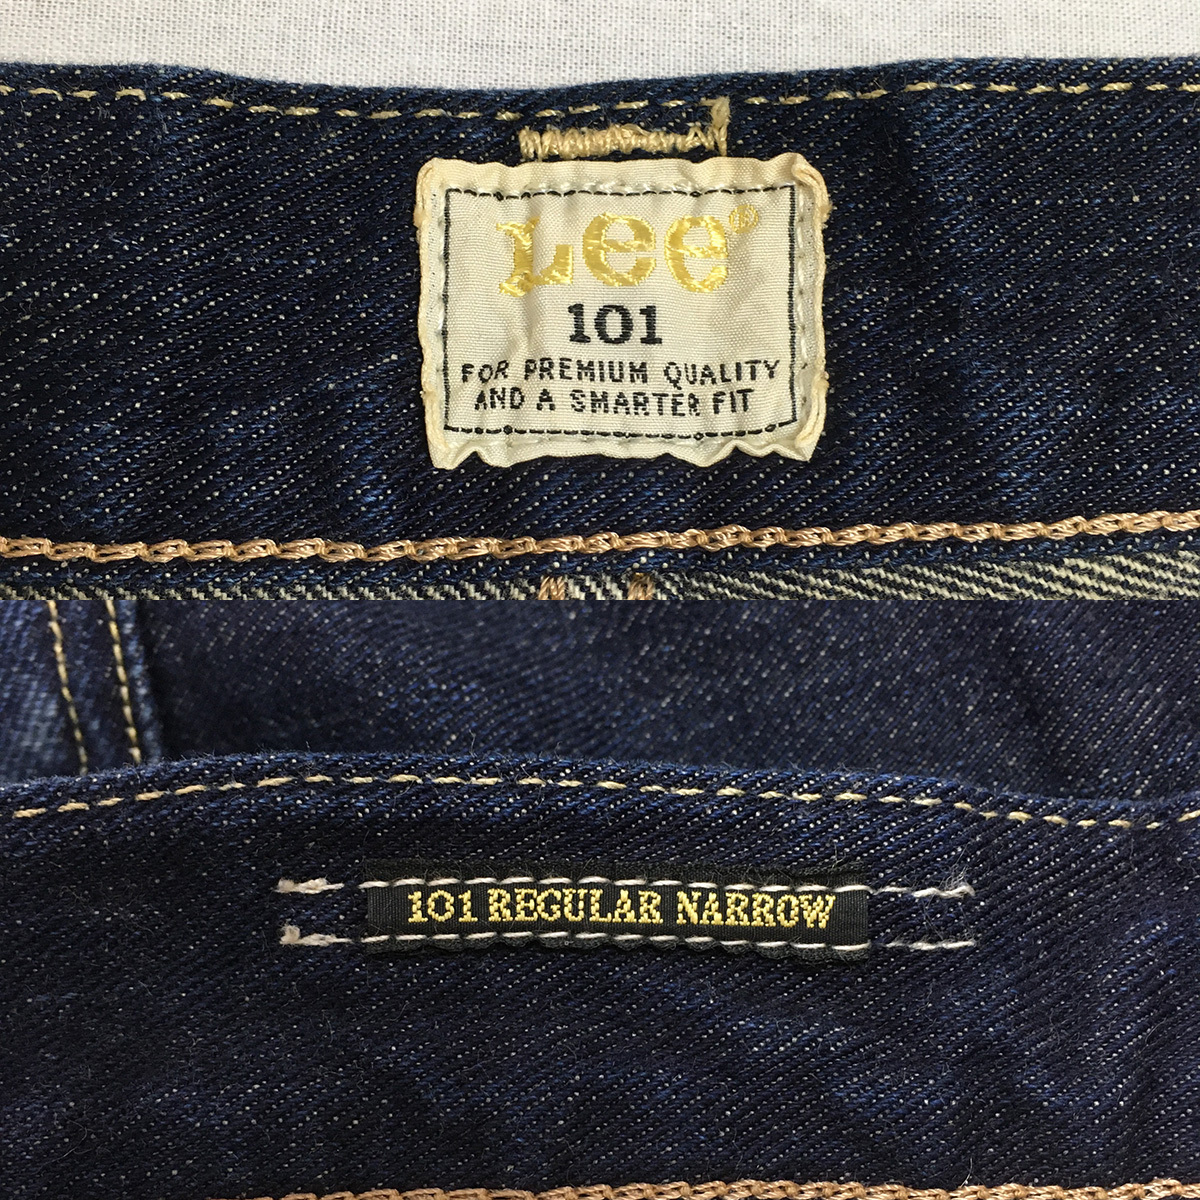 Lee®
101
FOR PREMIUM QUALITY
AND A SMARTER FIT
101 REGULAR NARROW